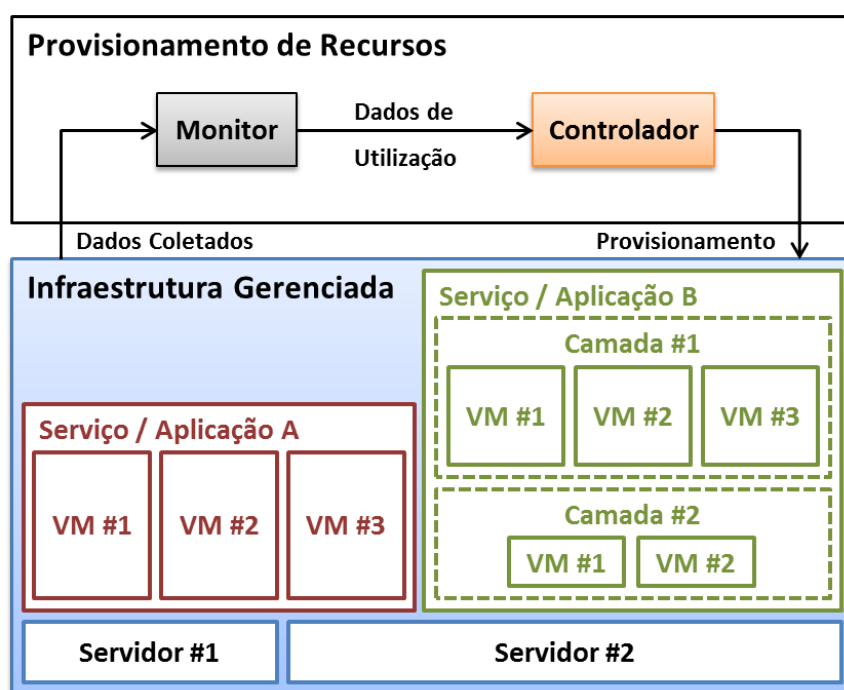 Provisionamento de Recursos
Monitor
Dados de
Utilização
Controlador
Dados Coletados
Provisionamento
Infraestrutura Gerenciada
Serviço / Aplicação A
VM #1
VM #2
VM #3
Serviço / Aplicação B
Camada #1
VM #1
VM #2
VM #3
Camada #2
VM #1
VM #2
Servidor #1
Servidor #2